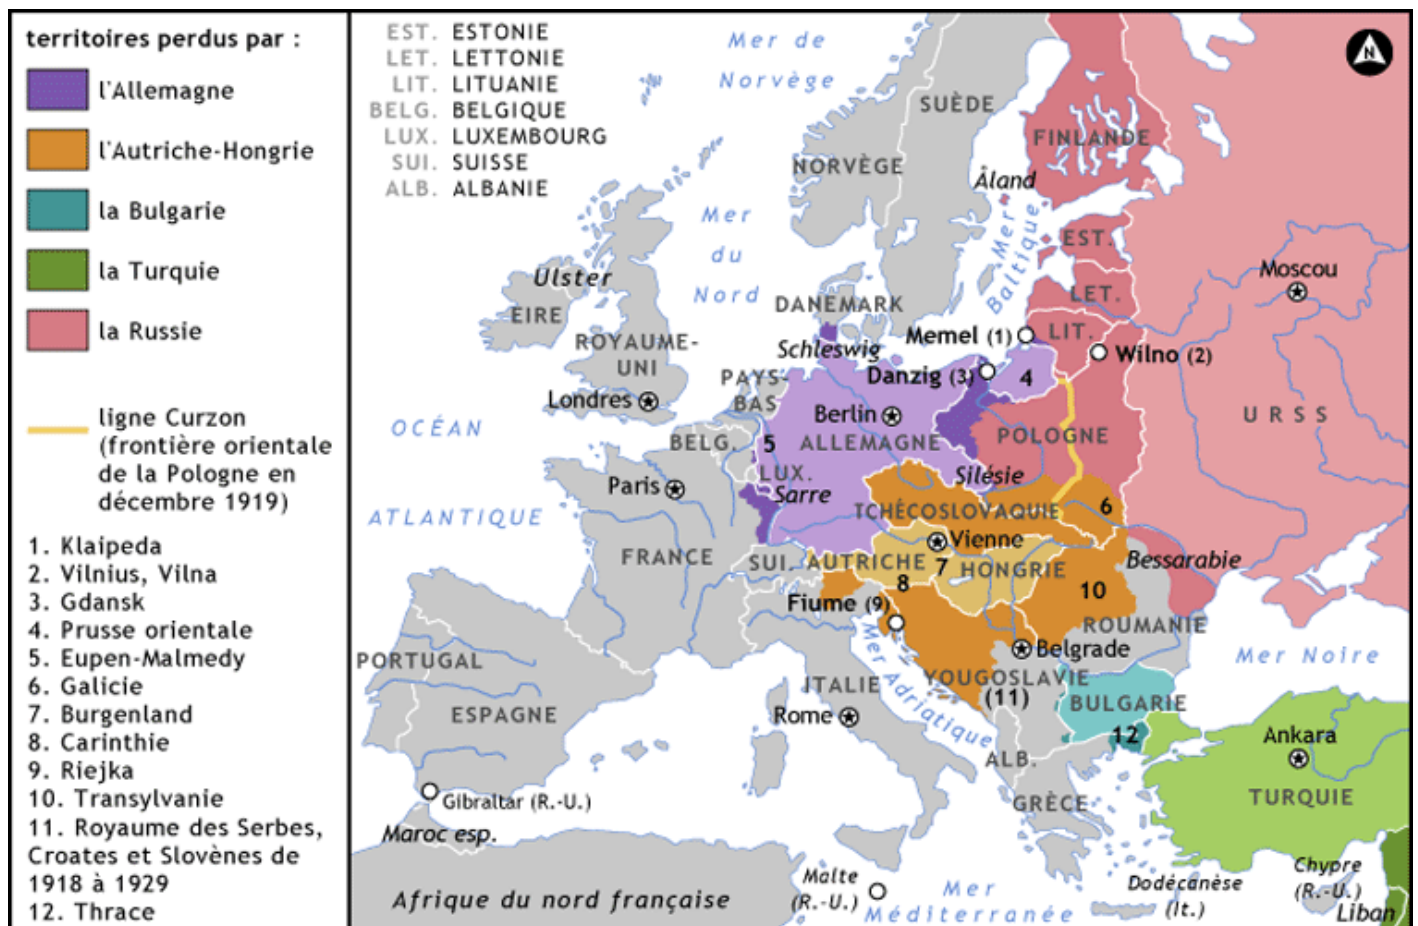 territoires perdus par :
l'Allemagne
l'Autriche-Hongrie
la Bulgarie
la Turquie
la Russie
ligne Curzon
(frontière orientale
de la Pologne en
décembre 1919)
1. Klaipeda
2. Vilnius, Vilna
3. Gdansk
4. Prusse orientale
5. Eupen-Malmedy
6. Galicie
7. Burgenland
8. Carinthie
9. Riejka
10. Transylvanie
11. Royaume des Serbes,
Croates et Slovènes de
1918 à 1929
12. Thrace
EST. ESTONIE
LET. LETTONIE
LIT. LITUANIE
BELG. BELGIQUE
LUX. LUXEMBOURG
SUI. SUISSE
ALB. ALBANIE
N
Mer de
Norvège
SUÈDE
FINLANDE
NORVÈGE
Åland
Mer
du
Nord
Mer
Baltique
EST.
Moscou
Ulster
LET.
DANEMARK
EIRE
ROYAUME-
UNI
Memel (1)
LIT.
Schleswig
Wilno (2)
PAYS-
BAS
Danzig (3)
4
Londres
Berlin
URSS
OCÉAN
BELG.
5
ALLEMAGNE
POLOGNE
LUX.
Silésie
Paris
Sarre
6
ATLANTIQUE
TCHÉCOSLOVAQUIE
Vienne
FRANCE
SUI.
AUTRICHE
7
HONGRIE
Bessarabie
8
10
Fiume (9)
ROUMANIE
Belgrade
Mer Noire
PORTUGAL
Mer Adriatique
YOUGOSLAVIE
(11)
ITALIE
BULGARIE
ESPAGNE
Rome
12
Ankara
ALB.
TURQUIE
GRÈCE
Gibraltar (R.-U.)
Maroc esp.
Afrique du nord française
Malte
(R.-U.)
Mer
Méditerranée
Dodécanèse
(It.)
Chypre
(R.-U.)
Liban